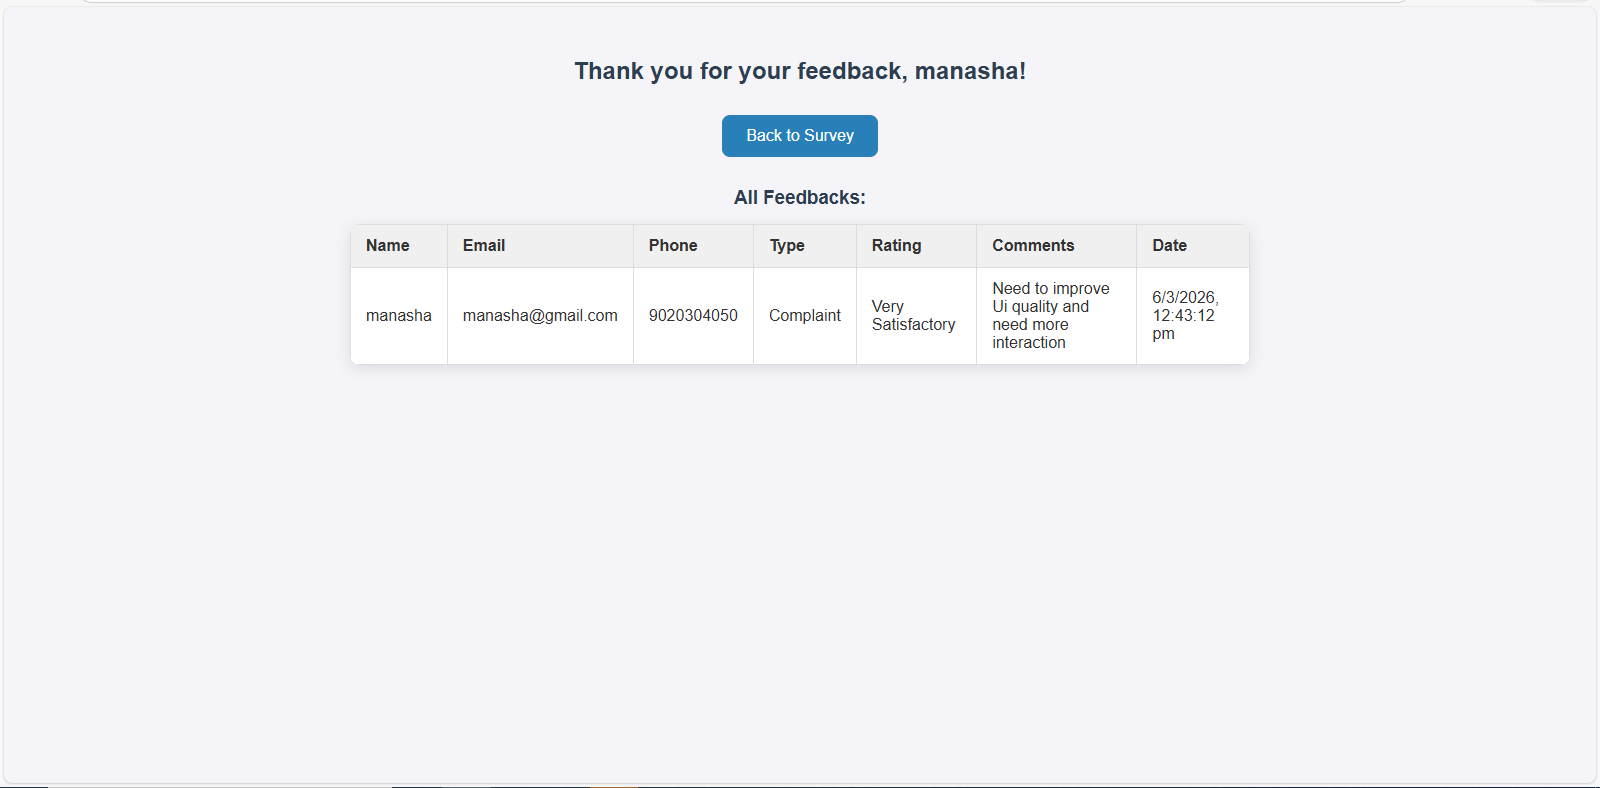 Thank you for your feedback, manasha!
Back to Survey
All Feedbacks:
Name Email Phone Type Rating Comments Date
manasha manasha@gmail.com 9020304050 Complaint
Very
Satisfactory
Need to improve
Ui quality and
need more
interaction
6/3/2026,
12:43:12
pm